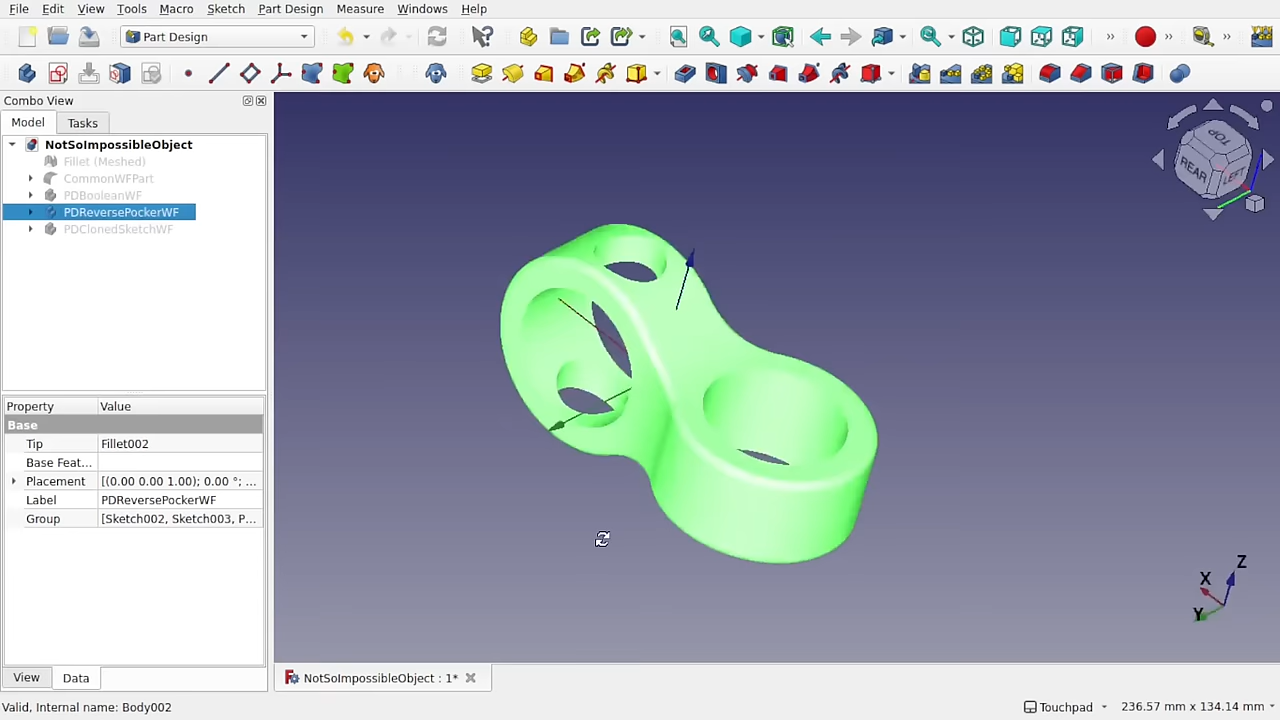 File Edit View Tools Macro Sketch Part Design Measure Windows Help
Part Design
Combo View
Model Tasks
NotSoImpossibleObject
Fillet (Meshed)
CommonWFPart
PDBooleanWF
PDReversePockerWF
PDClonedSketchWF
TOP
REAR LEFT
Property Value
Base
Tip Fillet002
Base Feat...
Placement [(0.00 0.00 1.00); 0.00 °; ...
Label PDReversePockerWF
Group [Sketch002, Sketch003, P...
Z
X
Y
View Data
NotSoImpossibleObject : 1*
Valid, Internal name: Body002
Touchpad 236.57 mm x 134.14 mm